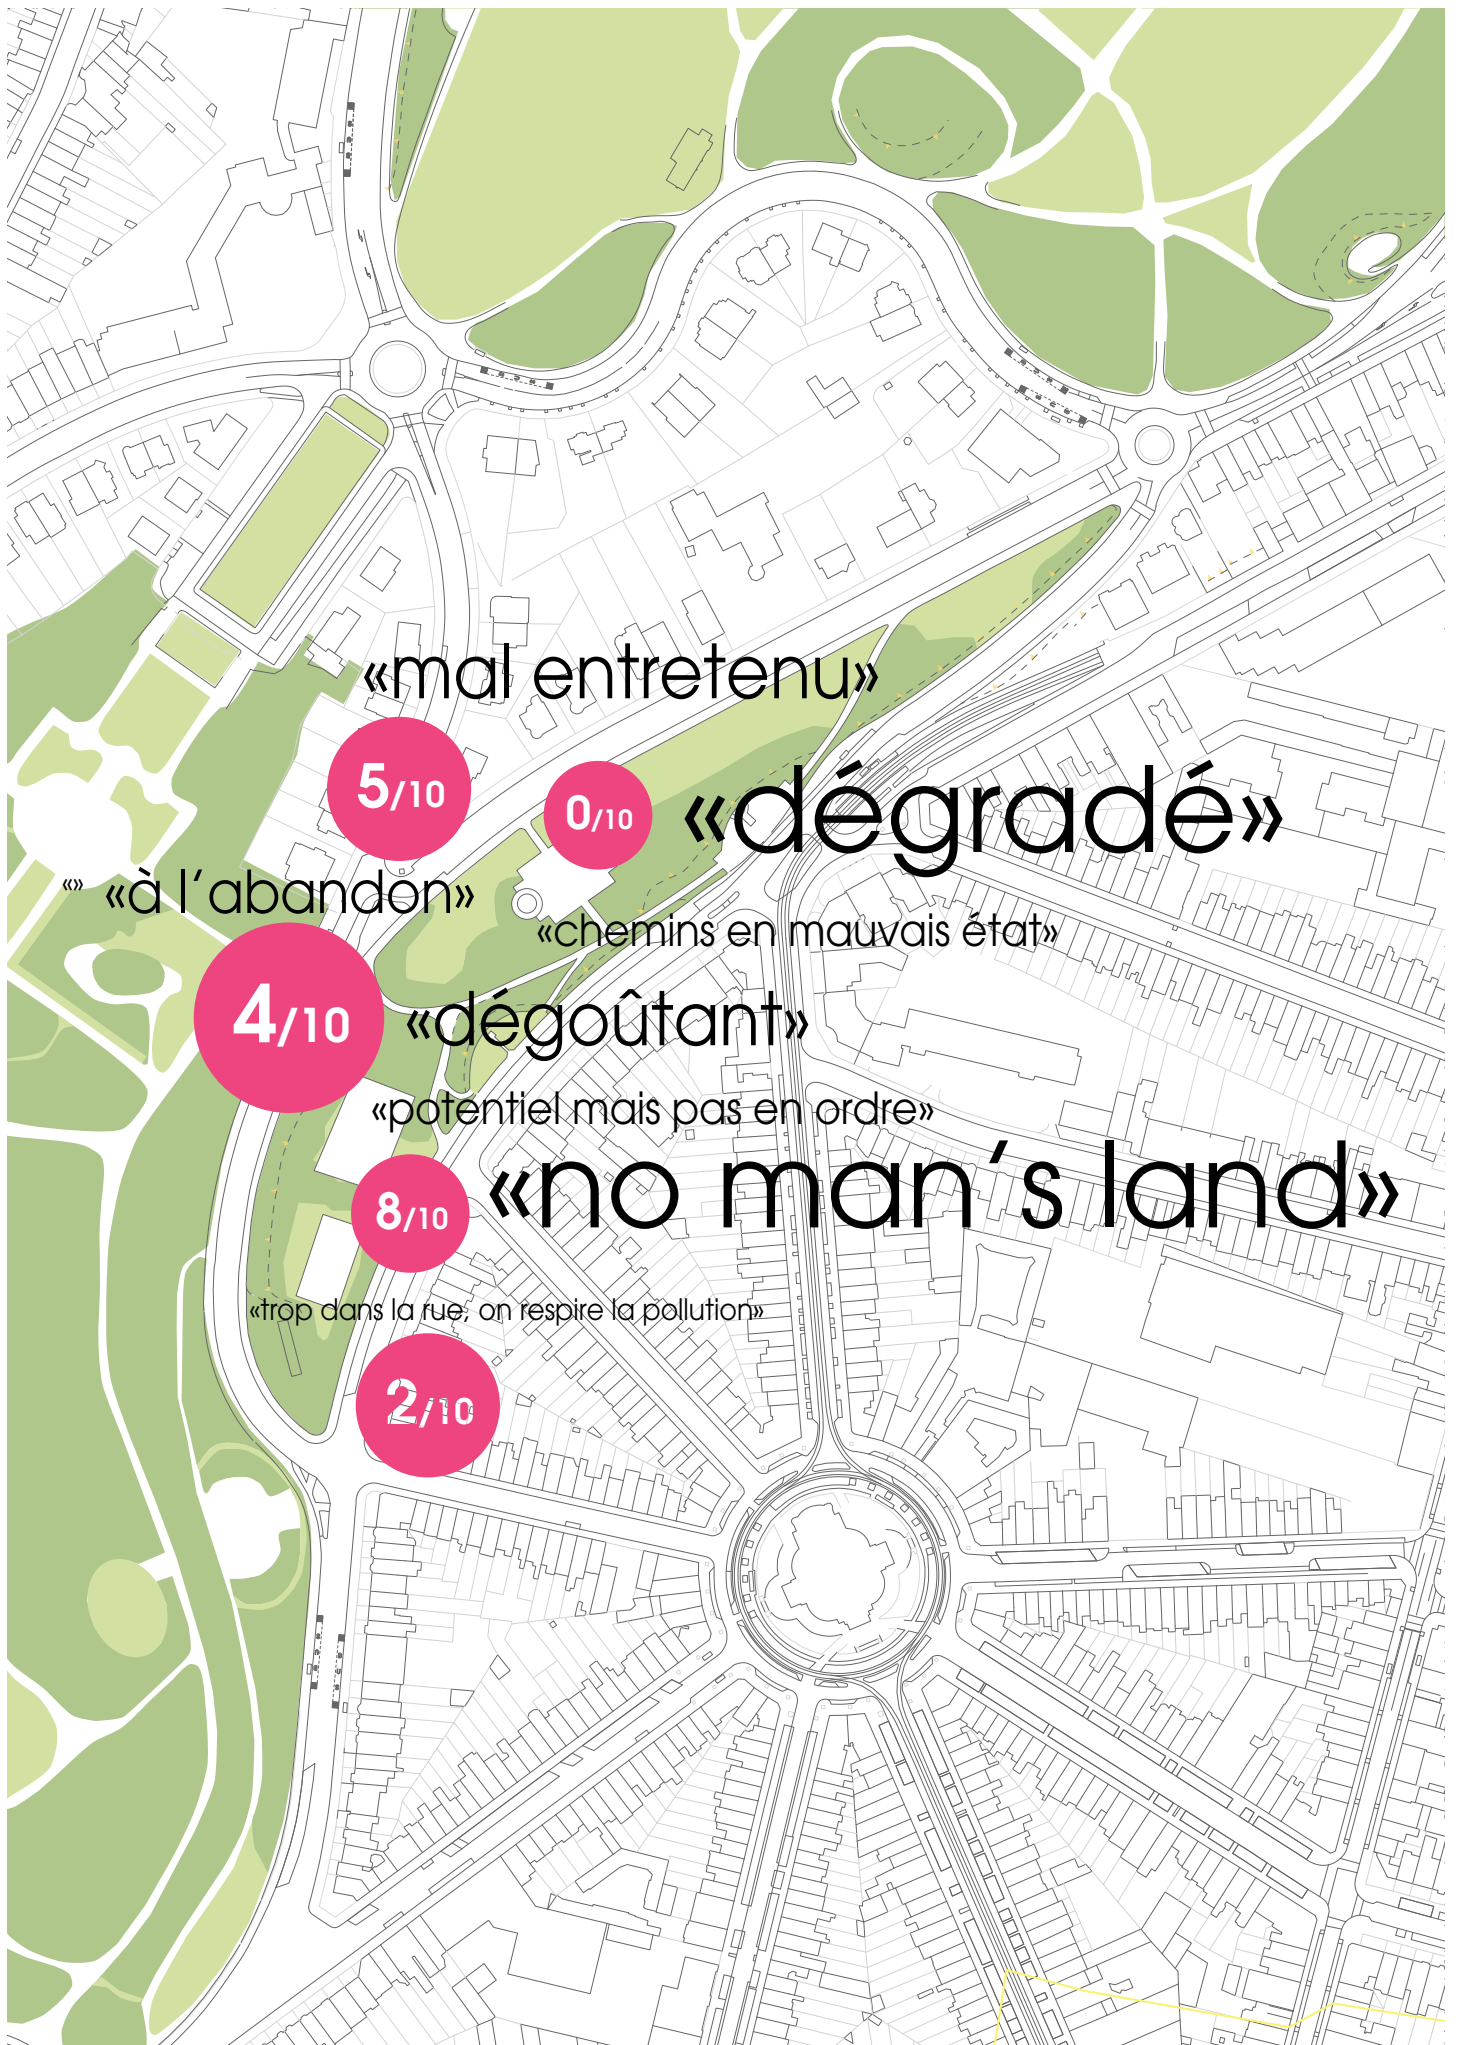 «mal entretenu»
5/10
0/10
«dégradé»
«» «à l´abandon»
«chemins en mauvais état»
4/10
«dégoûtant»
«potentiel mais pas en ordre»
8/10
«no man´s land»
«trop dans la rue, on respire la pollution»
2/10